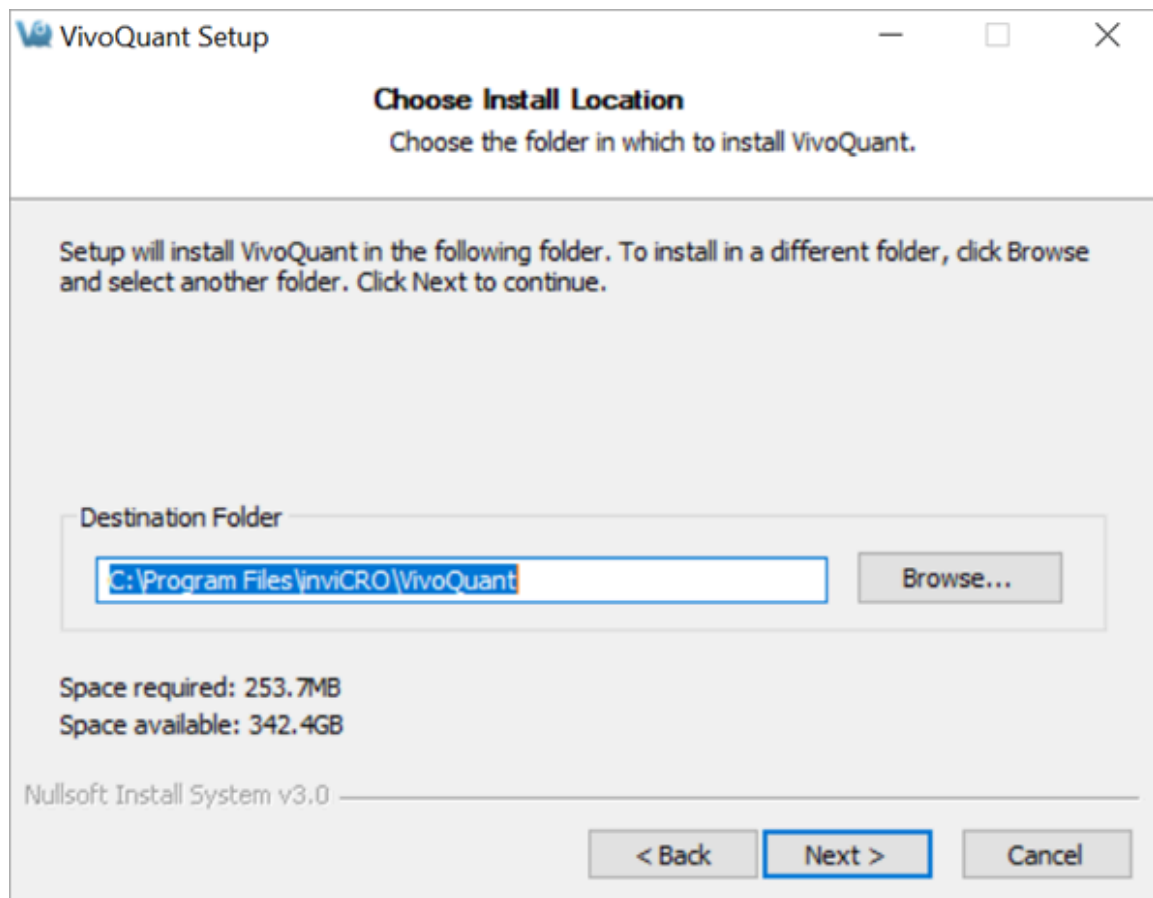 VivoQuant Setup
Choose Install Location
Choose the folder in which to install VivoQuant.
Setup will install VivoQuant in the following folder. To install in a different folder, click Browse
and select another folder. Click Next to continue.
Destination Folder
C:\Program Files\inviCRO\VivoQuant
Browse...
Space required: 253.7MB
Space available: 342.4GB
Nullsoft Install System v3.0
< Back
Next >
Cancel